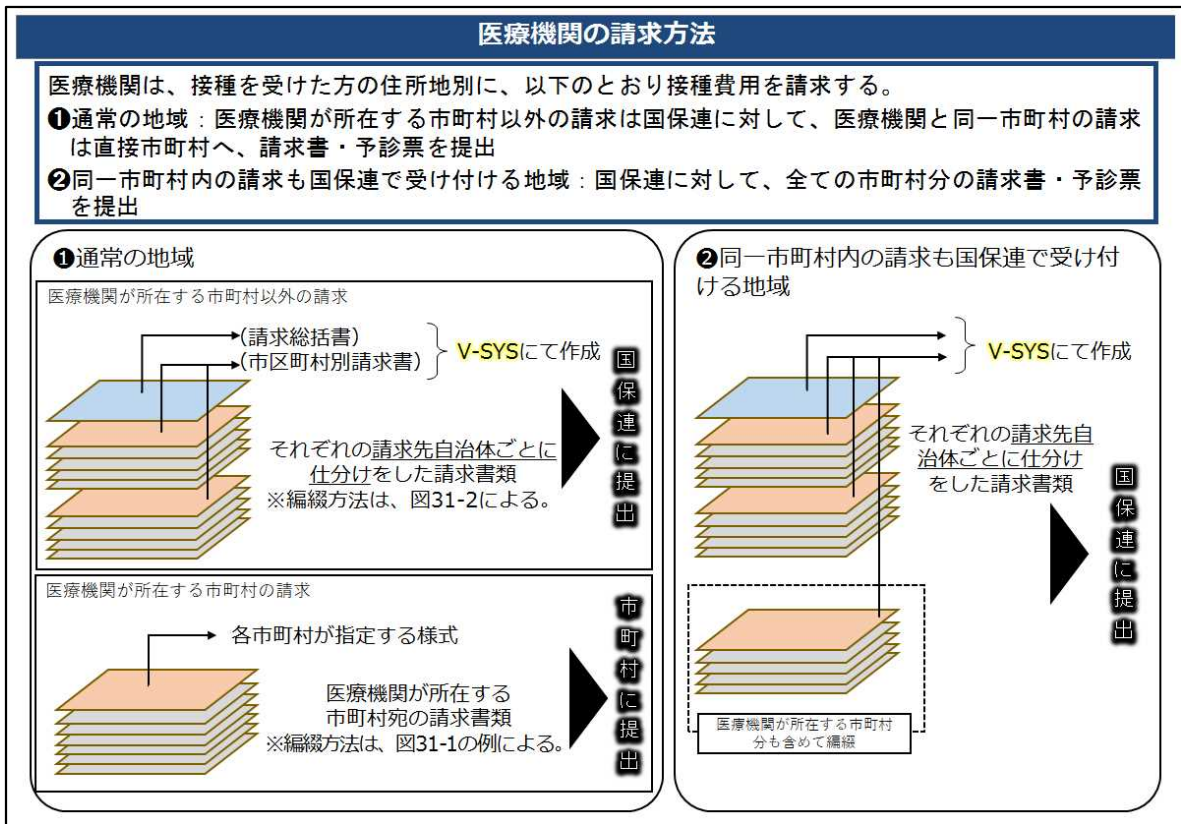 医療機関の請求方法
医療機関は、接種を受けた方の住所地別に、以下のとおり接種費用を請求する。
❶通常の地域：医療機関が所在する市町村以外の請求は国保連に対して、医療機関と同一市町村の請求
は直接市町村へ、請求書・予診票を提出
❷同一市町村内の請求も国保連で受け付ける地域：国保連に対して、全ての市町村分の請求書・予診票
を提出
❶通常の地域
医療機関が所在する市町村以外の請求
(請求総括書)
(市区町村別請求書)
V-SYSにて作成
それぞれの請求先自治体ごとに
仕分けをした請求書類
※編綴方法は、図31-2による。
国保連に提出
医療機関が所在する市町村の請求
各市町村が指定する様式
医療機関が所在する
市町村宛の請求書類
※編綴方法は、図31-1の例による。
市町村に提出
❷同一市町村内の請求も国保連で受け付
ける地域
V-SYSにて作成
それぞれの請求先自
治体ごとに仕分け
をした請求書類
国保連に提出
医療機関が所在する市町村
分も含めて編綴